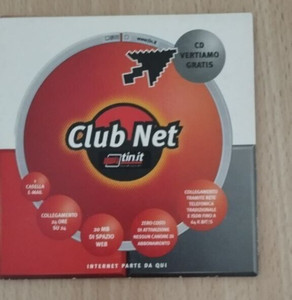 CD
VERTIAMO
GRATIS
Club Net
tin.it
1
CASELLA
E-MAIL
COLLEGAMENTO
24 ORE
SU 24
20 MB
DI SPAZIO
WEB
ZERO COSTI
DI ATTIVAZIONE
NESSUN CANONE DI
ABBONAMENTO
COLLEGAMENTO
TRAMITE RETE
TELEFONICA
TRADIZIONALE
E ISDN FINO A
64 K BIT/S
INTERNET PARTE DA QUI